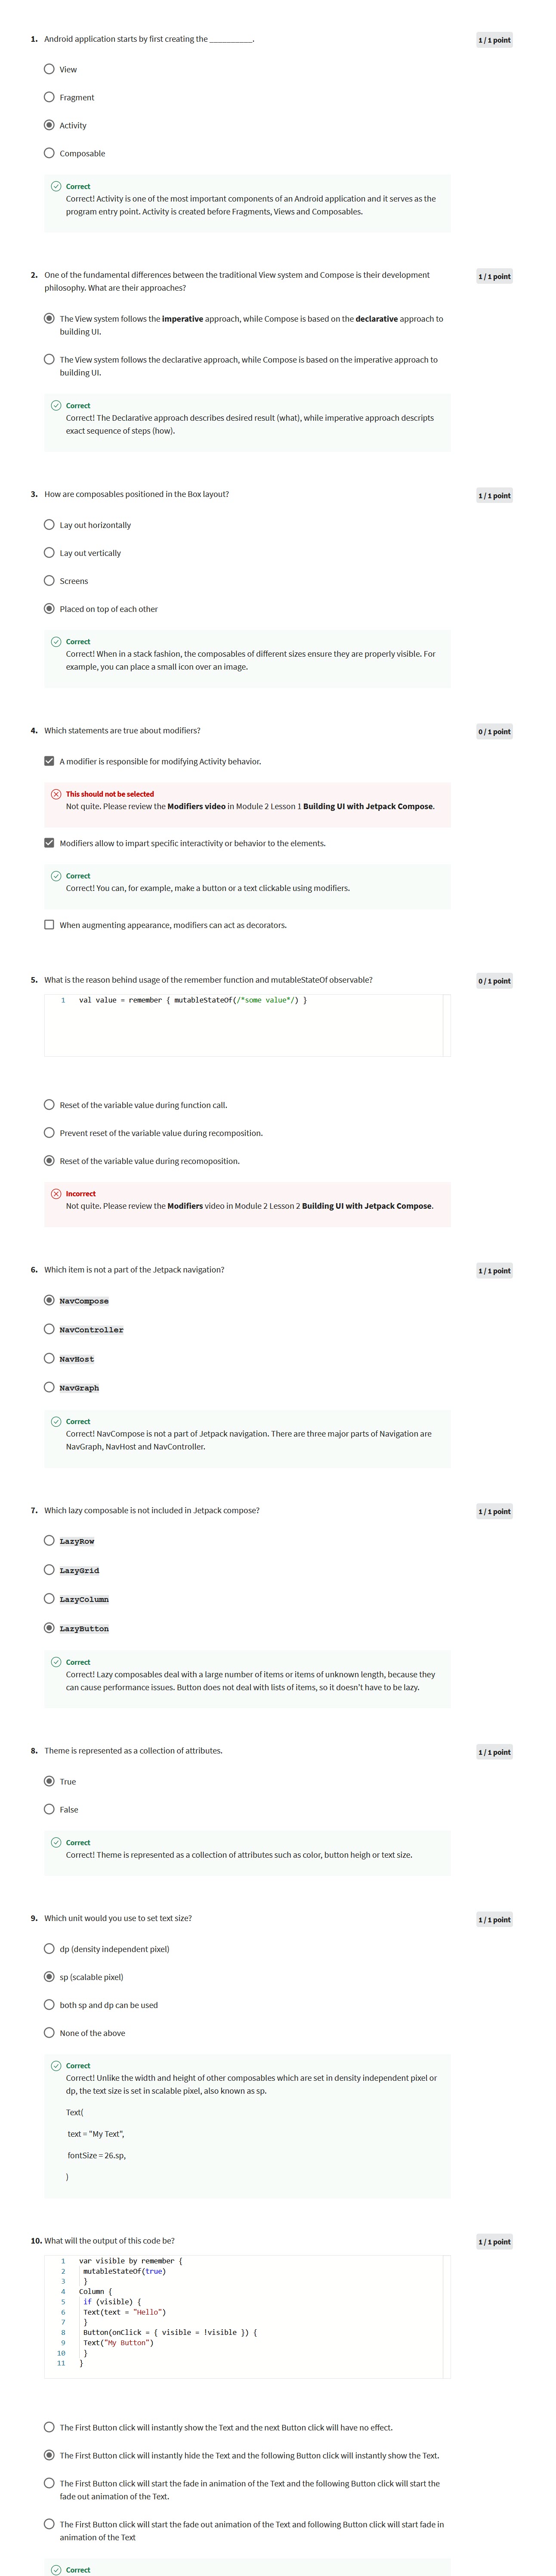 1. Android application starts by first creating the __________.
1 / 1 point
View
Fragment
Activity
Composable
Correct
Correct! Activity is one of the most important components of an Android application and it serves as the
program entry point. Activity is created before Fragments, Views and Composables.
2. One of the fundamental differences between the traditional View system and Compose is their development
philosophy. What are their approaches?
1 / 1 point
The View system follows the imperative approach, while Compose is based on the declarative approach to
building UI.
The View system follows the declarative approach, while Compose is based on the imperative approach to
building UI.
Correct
Correct! The Declarative approach describes desired result (what), while imperative approach descripts
exact sequence of steps (how).
3. How are composables positioned in the Box layout?
1 / 1 point
Lay out horizontally
Lay out vertically
Screens
Placed on top of each other
Correct
Correct! When in a stack fashion, the composables of different sizes ensure they are properly visible. For
example, you can place a small icon over an image.
4. Which statements are true about modifiers?
0 / 1 point
A modifier is responsible for modifying Activity behavior.
This should not be selected
Not quite. Please review the Modifiers video in Module 2 Lesson 1 Building UI with Jetpack Compose.
Modifiers allow to impart specific interactivity or behavior to the elements.
Correct
Correct! You can, for example, make a button or a text clickable using modifiers.
When augmenting appearance, modifiers can act as decorators.
5. What is the reason behind usage of the remember function and mutableStateOf observable?
0 / 1 point
1 val value = remember { mutableStateOf(/*some value*/) }
Reset of the variable value during function call.
Prevent reset of the variable value during recomposition.
Reset of the variable value during recomoposition.
Incorrect
Not quite. Please review the Modifiers video in Module 2 Lesson 2 Building UI with Jetpack Compose.
6. Which item is not a part of the Jetpack navigation?
1 / 1 point
NavCompose
NavController
NavHost
NavGraph
Correct
Correct! NavCompose is not a part of Jetpack navigation. There are three major parts of Navigation are
NavGraph, NavHost and NavController.
7. Which lazy composable is not included in Jetpack compose?
1 / 1 point
LazyRow
LazyGrid
LazyColumn
LazyButton
Correct
Correct! Lazy composables deal with a large number of items or items of unknown length, because they
can cause performance issues. Button does not deal with lists of items, so it doesn't have to be lazy.
8. Theme is represented as a collection of attributes.
1 / 1 point
True
False
Correct
Correct! Theme is represented as a collection of attributes such as color, button heigh or text size.
9. Which unit would you use to set text size?
1 / 1 point
dp (density independent pixel)
sp (scalable pixel)
both sp and dp can be used
None of the above
Correct
Correct! Unlike the width and height of other composables which are set in density independent pixel or
dp, the text size is set in scalable pixel, also known as sp.
Text(
text = "My Text",
fontSize = 26.sp,
)
10. What will the output of this code be?
1 / 1 point
1 var visible by remember {
2 mutableStateOf(true)
3 }
4 Column {
5 if (visible) {
6 Text(text = "Hello")
7 }
8 Button(onClick = { visible = !visible }) {
9 Text("My Button")
10 }
11 }
The First Button click will instantly show the Text and the next Button click will have no effect.
The First Button click will instantly hide the Text and the following Button click will instantly show the Text.
The First Button click will start the fade in animation of the Text and the following Button click will start the
fade out animation of the Text.
The First Button click will start the fade out animation of the Text and following Button click will start fade in
animation of the Text
Correct